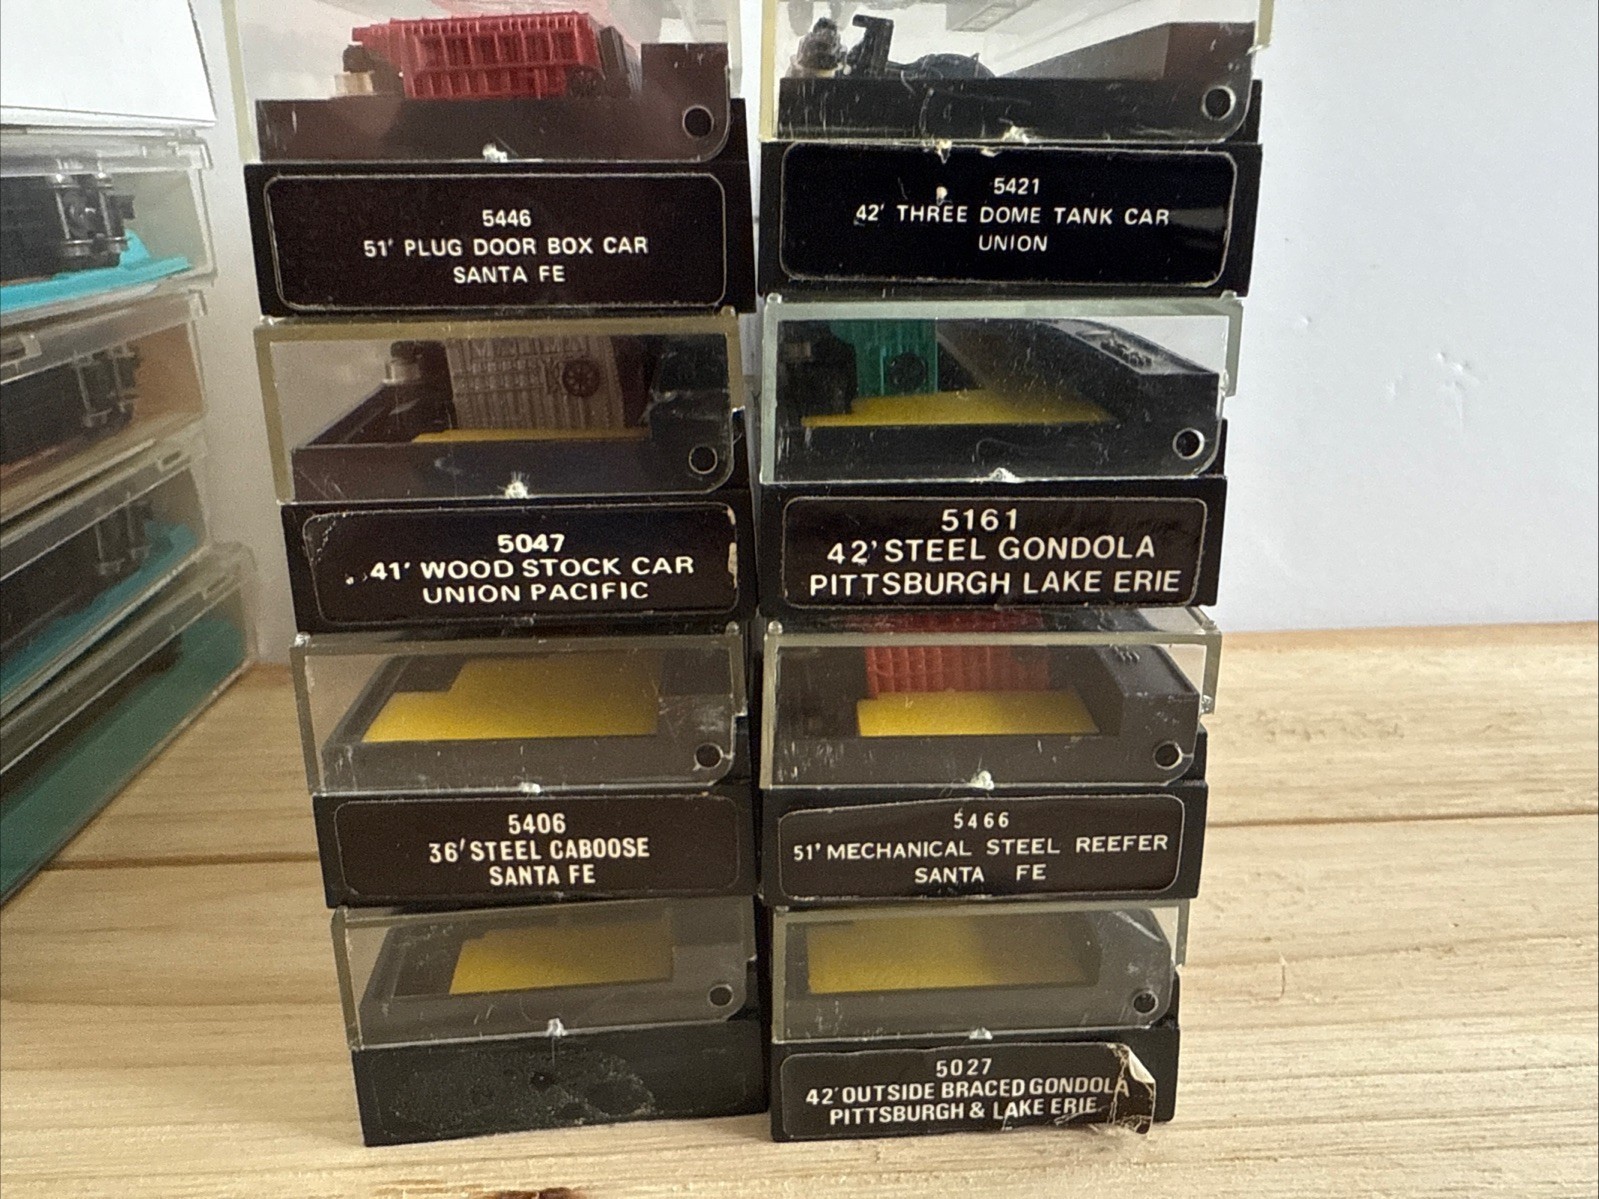 5446
51' PLUG DOOR BOX CAR
SANTA FE
5421
42' THREE DOME TANK CAR
UNION
5047
41' WOOD STOCK CAR
UNION PACIFIC
5161
42' STEEL GONDOLA
PITTSBURGH LAKE ERIE
5406
36' STEEL CABOOSE
SANTA FE
5466
51' MECHANICAL STEEL REEFER
SANTA FE
5027
42' OUTSIDE BRACED GONDOLA
PITTSBURGH & LAKE ERIE